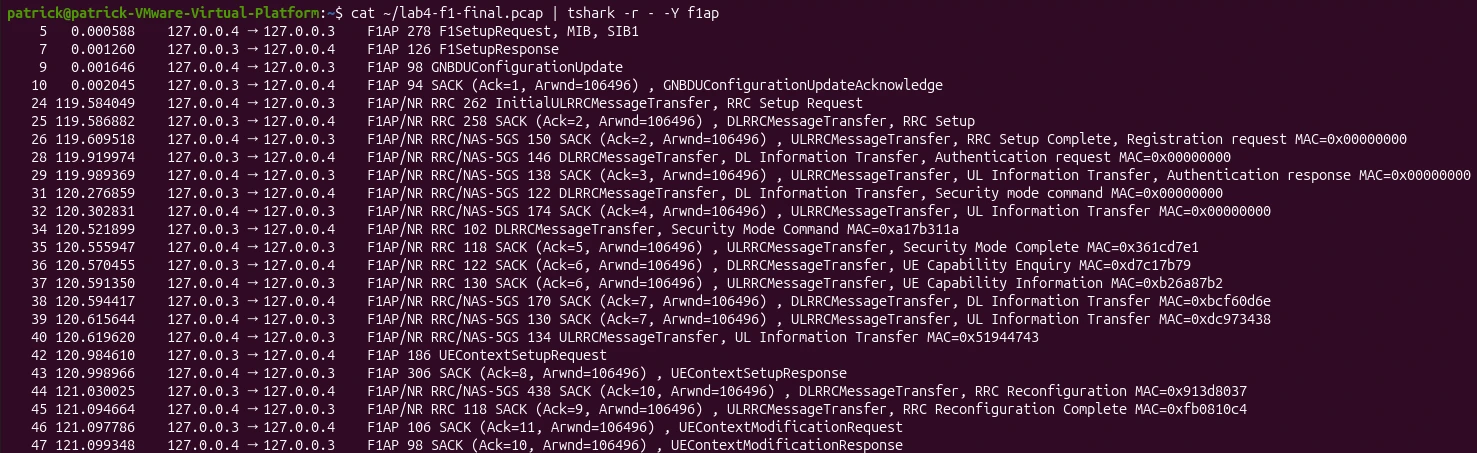 patrick@patrick-VMware-Virtual-Platform:~$ cat ~/lab4-f1-final.pcap | tshark -r - -Y f1ap
5 0.000588 127.0.0.4 → 127.0.0.3 F1AP 278 F1SetupRequest, MIB, SIB1
7 0.001260 127.0.0.3 → 127.0.0.4 F1AP 126 F1SetupResponse
9 0.001646 127.0.0.4 → 127.0.0.3 F1AP 98 GNBDUConfigurationUpdate
10 0.002045 127.0.0.3 → 127.0.0.4 F1AP 94 SACK (Ack=1, Arwnd=106496) , GNBDUConfigurationUpdateAcknowledge
24 119.584049 127.0.0.4 → 127.0.0.3 F1AP/NR RRC 262 InitialULRRCMessageTransfer, RRC Setup Request
25 119.586882 127.0.0.3 → 127.0.0.4 F1AP/NR RRC 258 SACK (Ack=2, Arwnd=106496) , DLRRCMessageTransfer, RRC Setup
26 119.609518 127.0.0.4 → 127.0.0.3 F1AP/NR RRC/NAS-5GS 150 SACK (Ack=2, Arwnd=106496) , ULRRCMessageTransfer, RRC Setup Complete, Registration request MAC=0x00000000
28 119.919974 127.0.0.3 → 127.0.0.4 F1AP/NR RRC/NAS-5GS 146 DLRRCMessageTransfer, DL Information Transfer, Authentication request MAC=0x00000000
29 119.989369 127.0.0.4 → 127.0.0.3 F1AP/NR RRC/NAS-5GS 138 SACK (Ack=3, Arwnd=106496) , ULRRCMessageTransfer, UL Information Transfer, Authentication response MAC=0x00000000
31 120.276859 127.0.0.3 → 127.0.0.4 F1AP/NR RRC/NAS-5GS 122 DLRRCMessageTransfer, DL Information Transfer, Security mode command MAC=0x00000000
32 120.302831 127.0.0.4 → 127.0.0.3 F1AP/NR RRC/NAS-5GS 174 SACK (Ack=4, Arwnd=106496) , ULRRCMessageTransfer, UL Information Transfer MAC=0x00000000
34 120.521899 127.0.0.3 → 127.0.0.4 F1AP/NR RRC 102 DLRRCMessageTransfer, Security Mode Command MAC=0xa17b311a
35 120.555947 127.0.0.4 → 127.0.0.3 F1AP/NR RRC 118 SACK (Ack=5, Arwnd=106496) , ULRRCMessageTransfer, Security Mode Complete MAC=0x361cd7e1
36 120.570455 127.0.0.3 → 127.0.0.4 F1AP/NR RRC 122 SACK (Ack=6, Arwnd=106496) , DLRRCMessageTransfer, UE Capability Enquiry MAC=0xd7c17b79
37 120.591350 127.0.0.4 → 127.0.0.3 F1AP/NR RRC 130 SACK (Ack=6, Arwnd=106496) , ULRRCMessageTransfer, UE Capability Information MAC=0xb26a87b2
38 120.594417 127.0.0.3 → 127.0.0.4 F1AP/NR RRC/NAS-5GS 170 SACK (Ack=7, Arwnd=106496) , DLRRCMessageTransfer, DL Information Transfer MAC=0xbcf60d6e
39 120.615644 127.0.0.4 → 127.0.0.3 F1AP/NR RRC/NAS-5GS 130 SACK (Ack=7, Arwnd=106496) , ULRRCMessageTransfer, UL Information Transfer MAC=0xdc973438
40 120.619620 127.0.0.4 → 127.0.0.3 F1AP/NR RRC/NAS-5GS 134 ULRRCMessageTransfer, UL Information Transfer MAC=0x51944743
42 120.984610 127.0.0.3 → 127.0.0.4 F1AP 186 UEContextSetupRequest
43 120.998966 127.0.0.4 → 127.0.0.3 F1AP 306 SACK (Ack=8, Arwnd=106496) , UEContextSetupResponse
44 121.030025 127.0.0.3 → 127.0.0.4 F1AP/NR RRC/NAS-5GS 438 SACK (Ack=10, Arwnd=106496) , DLRRCMessageTransfer, RRC Reconfiguration MAC=0x913d8037
45 121.094664 127.0.0.4 → 127.0.0.3 F1AP/NR RRC 118 SACK (Ack=9, Arwnd=106496) , ULRRCMessageTransfer, RRC Reconfiguration Complete MAC=0xfb0810c4
46 121.097786 127.0.0.3 → 127.0.0.4 F1AP 106 SACK (Ack=11, Arwnd=106496) , UEContextModificationRequest
47 121.099348 127.0.0.4 → 127.0.0.3 F1AP 98 SACK (Ack=10, Arwnd=106496) , UEContextModificationResponse